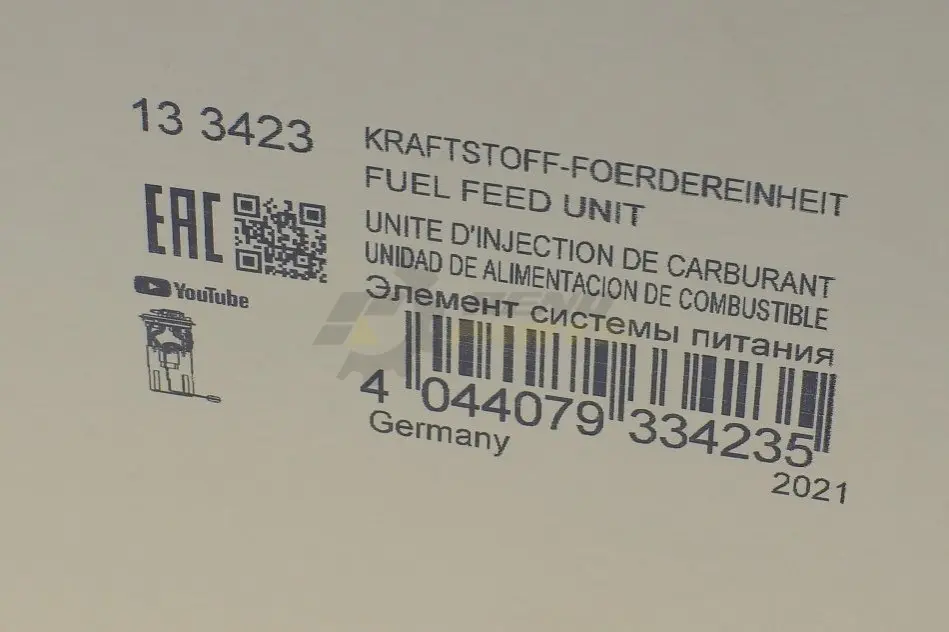 13 3423
KRAFTSTOFF-FOERDEREINHEIT
FUEL FEED UNIT
UNITE D'INJECTION DE CARBURANT
UNIDAD DE ALIMENTACION DE COMBUSTIBLE
Элемент системы питания
EAC
YouTube
4 044079 334235
Germany
2021